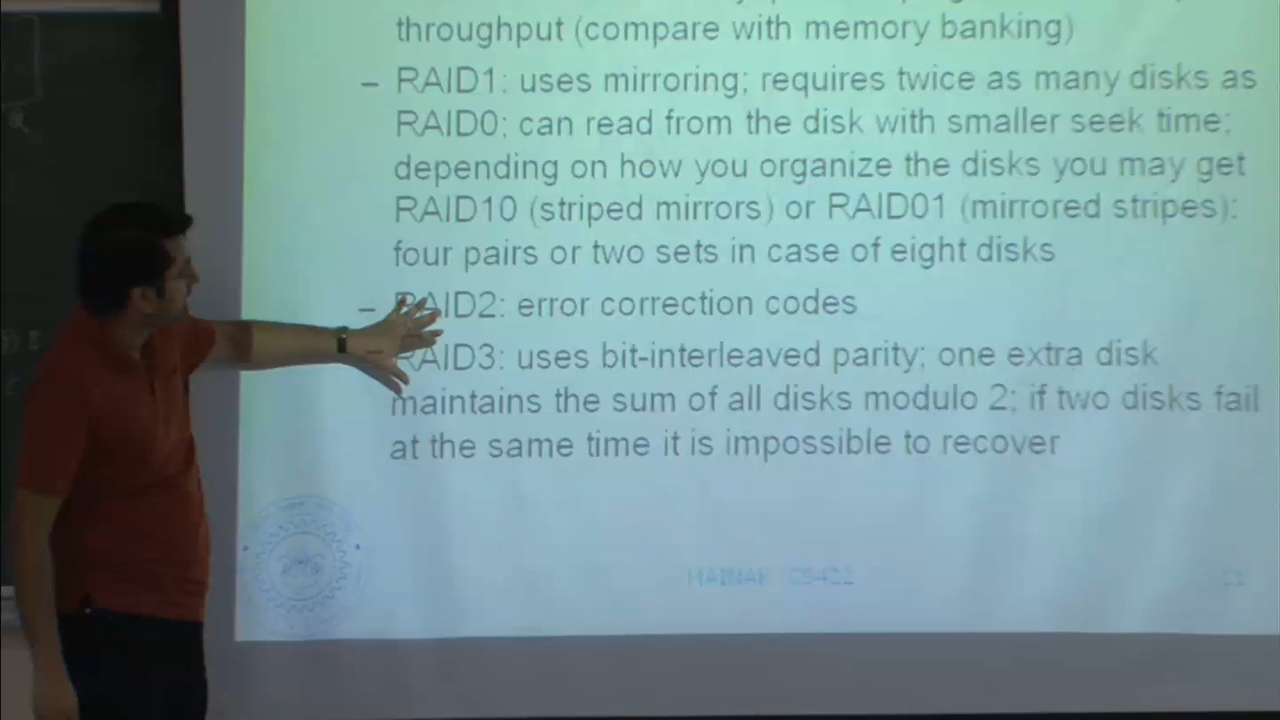 throughput (compare with memory banking)
– RAID1: uses mirroring; requires twice as many disks as
RAID0; can read from the disk with smaller seek time;
depending on how you organize the disks you may get
RAID10 (striped mirrors) or RAID01 (mirrored stripes):
four pairs or two sets in case of eight disks
– RAID2: error correction codes
– RAID3: uses bit-interleaved parity; one extra disk
maintains the sum of all disks modulo 2; if two disks fail
at the same time it is impossible to recover
MAINAK CS422